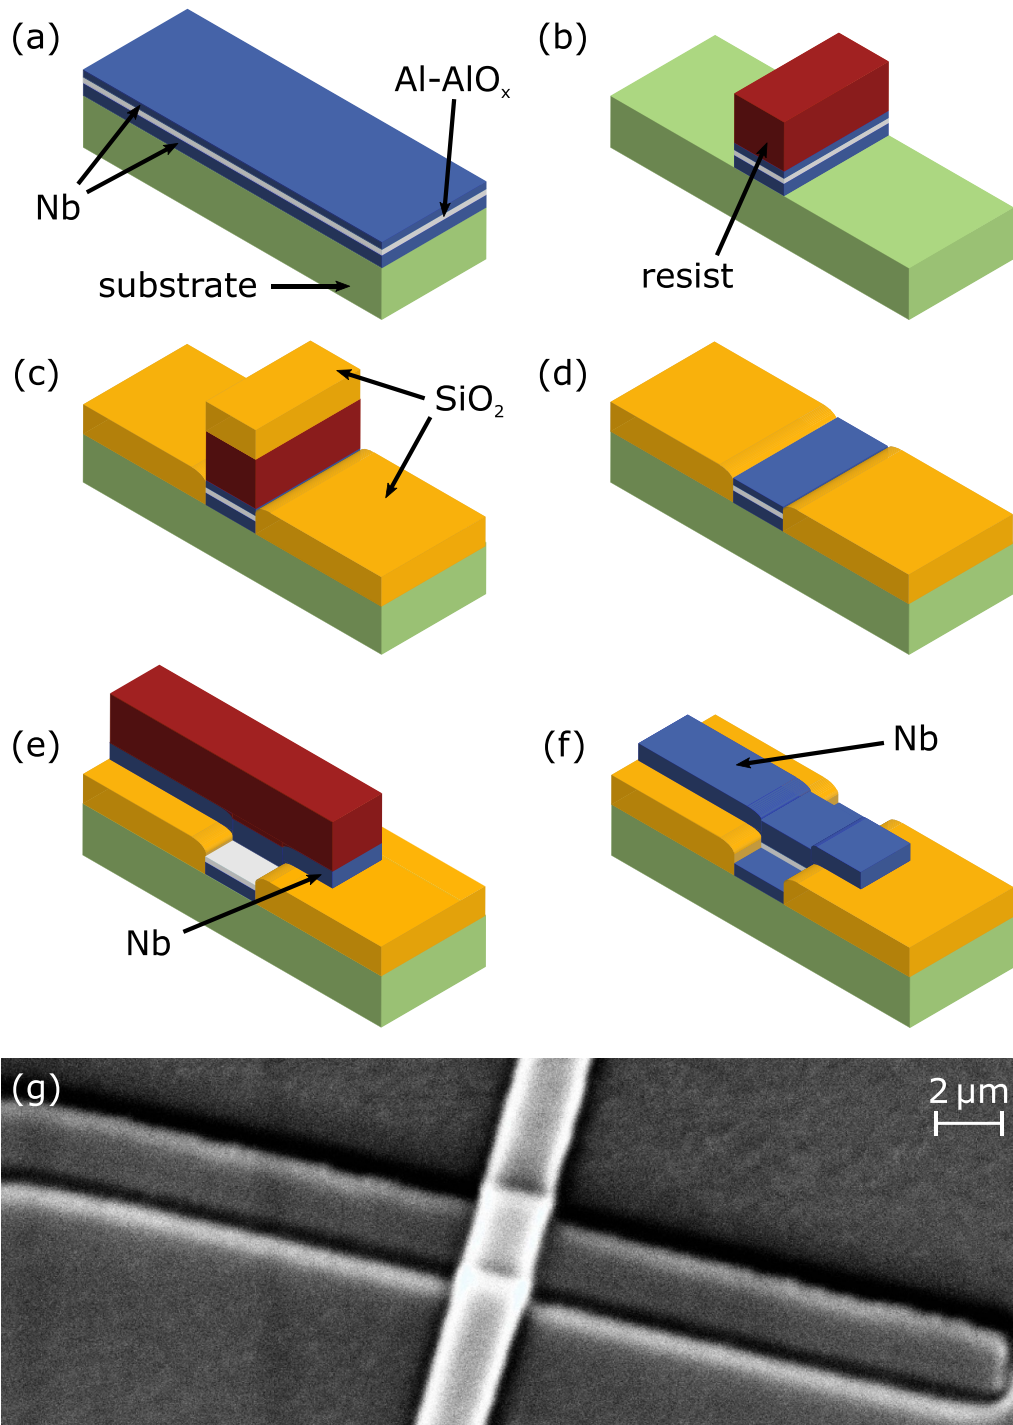 (a)
Al-AlOₓ
Nb
substrate
(b)
resist
(c)
SiO₂
(d)
(e)
Nb
(f)
Nb
(g)
2 μm